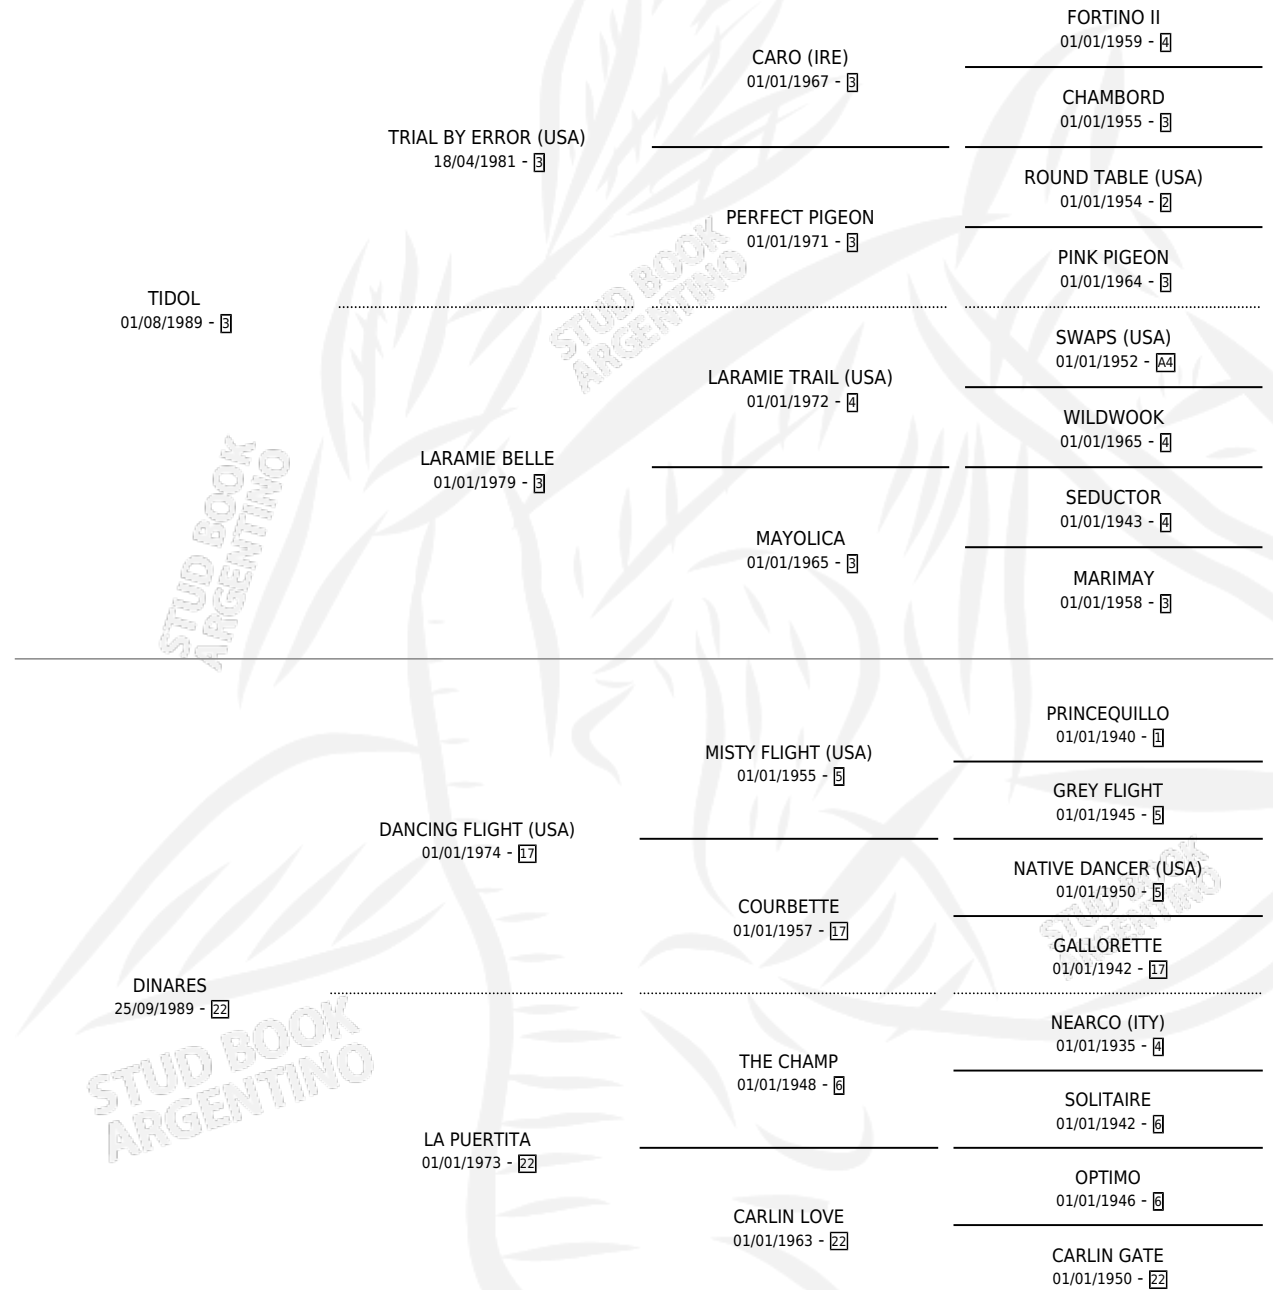 FORTINO II
01/01/1959 - 4
CARO (IRE)
01/01/1967 - 3
CHAMBORD
01/01/1955 - 3
TRIAL BY ERROR (USA)
18/04/1981 - 3
ROUND TABLE (USA)
01/01/1954 - 2
PERFECT PIGEON
01/01/1971 - 3
PINK PIGEON
01/01/1964 - 3
TIDOL
01/08/1989 - 3
STUD BOOK
ARGENTINO
SWAPS (USA)
01/01/1952 - A4
LARAMIE TRAIL (USA)
01/01/1972 - 4
WILDWOOK
01/01/1965 - 4
LARAMIE BELLE
01/01/1979 - 3
SEDUCTOR
01/01/1943 - 4
MAYOLICA
01/01/1965 - 3
MARIMAY
01/01/1958 - 3
STUD BOOK
ARGENTINO
PRINCEQUILLO
01/01/1940 - 1
MISTY FLIGHT (USA)
01/01/1955 - 5
GREY FLIGHT
01/01/1945 - 5
DANCING FLIGHT (USA)
01/01/1974 - 17
NATIVE DANCER (USA)
01/01/1950 - 5
STUD BOOK
ARGENTINO
COURBETTE
01/01/1957 - 17
GALLORETTE
01/01/1942 - 17
DINARES
25/09/1989 - 22
NEARCO (ITY)
01/01/1935 - 4
STUD BOOK
ARGENTINO
THE CHAMP
01/01/1948 - 6
SOLITAIRE
01/01/1942 - 6
LA PUERTITA
01/01/1973 - 22
OPTIMO
01/01/1946 - 6
CARLIN LOVE
01/01/1963 - 22
CARLIN GATE
01/01/1950 - 22